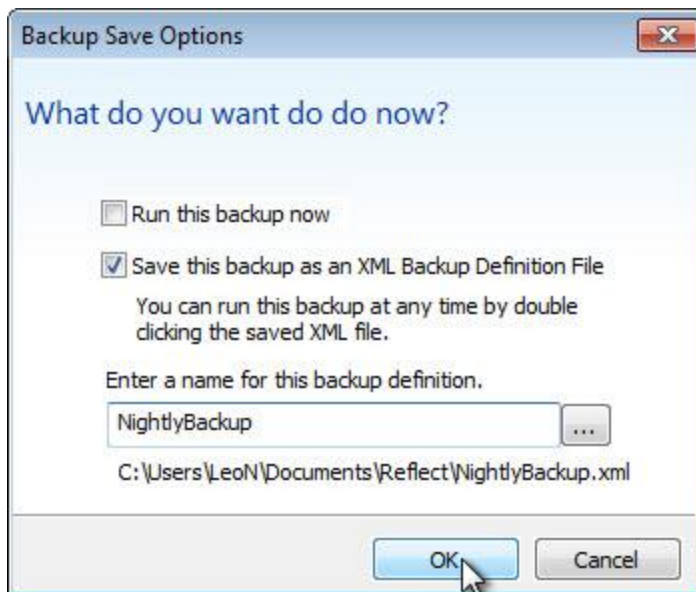 Backup Save Options
What do you want do do now?
Run this backup now
Save this backup as an XML Backup Definition File
You can run this backup at any time by double
clicking the saved XML file.
Enter a name for this backup definition.
NightlyBackup
...
C:\Users\LeoN\Documents\Reflect\NightlyBackup.xml
OK
Cancel